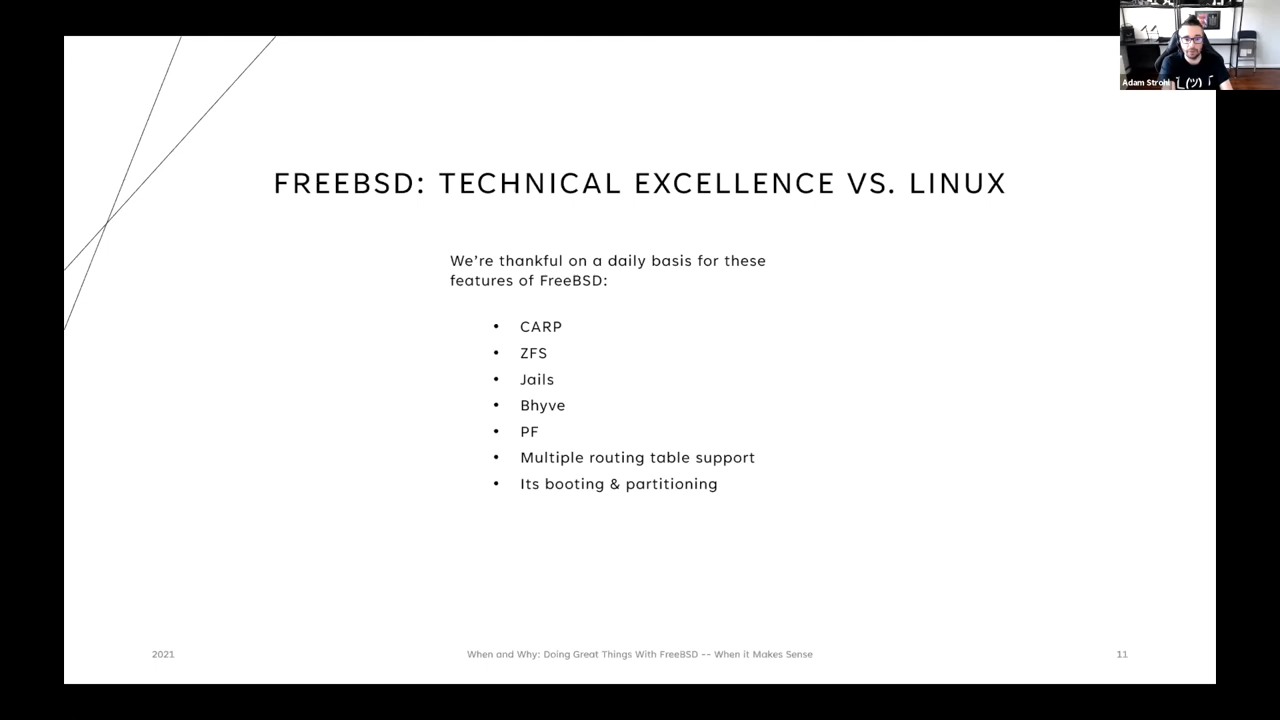 Adam Strohl
FREEBSD: TECHNICAL EXCELLENCE VS. LINUX
We're thankful on a daily basis for these
features of FreeBSD:
• CARP
• ZFS
• Jails
• Bhyve
• PF
• Multiple routing table support
• Its booting & partitioning
2021
When and Why: Doing Great Things With FreeBSD -- When it Makes Sense
11